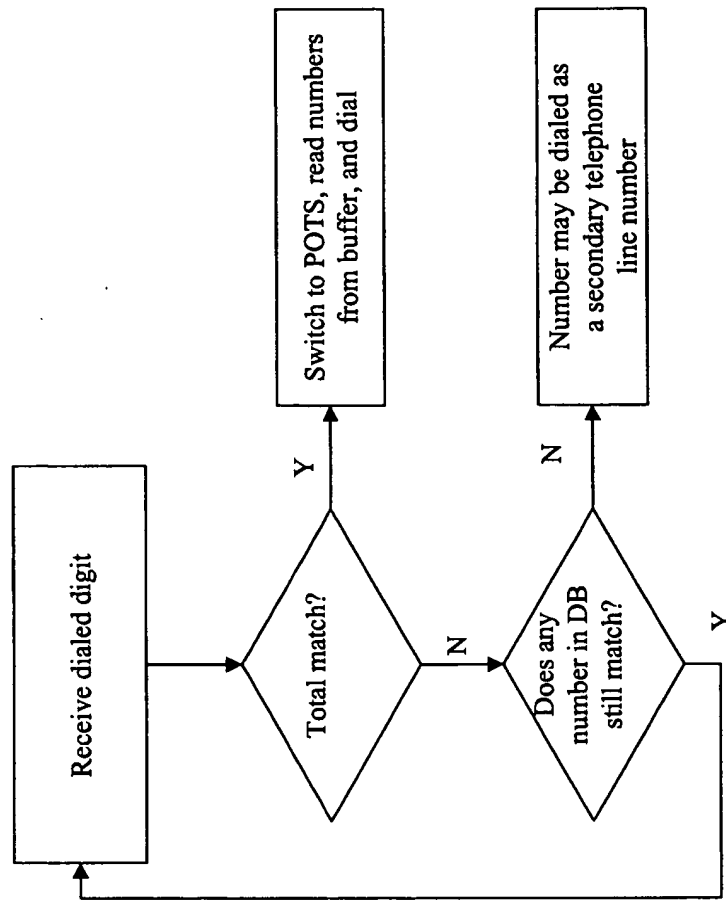 Receive dialed digit
Total match?
Y
Switch to POTS, read numbers
from buffer, and dial
N
Does any
number in DB
still match?
N
Number may be dialed as
a secondary telephone
line number
Y